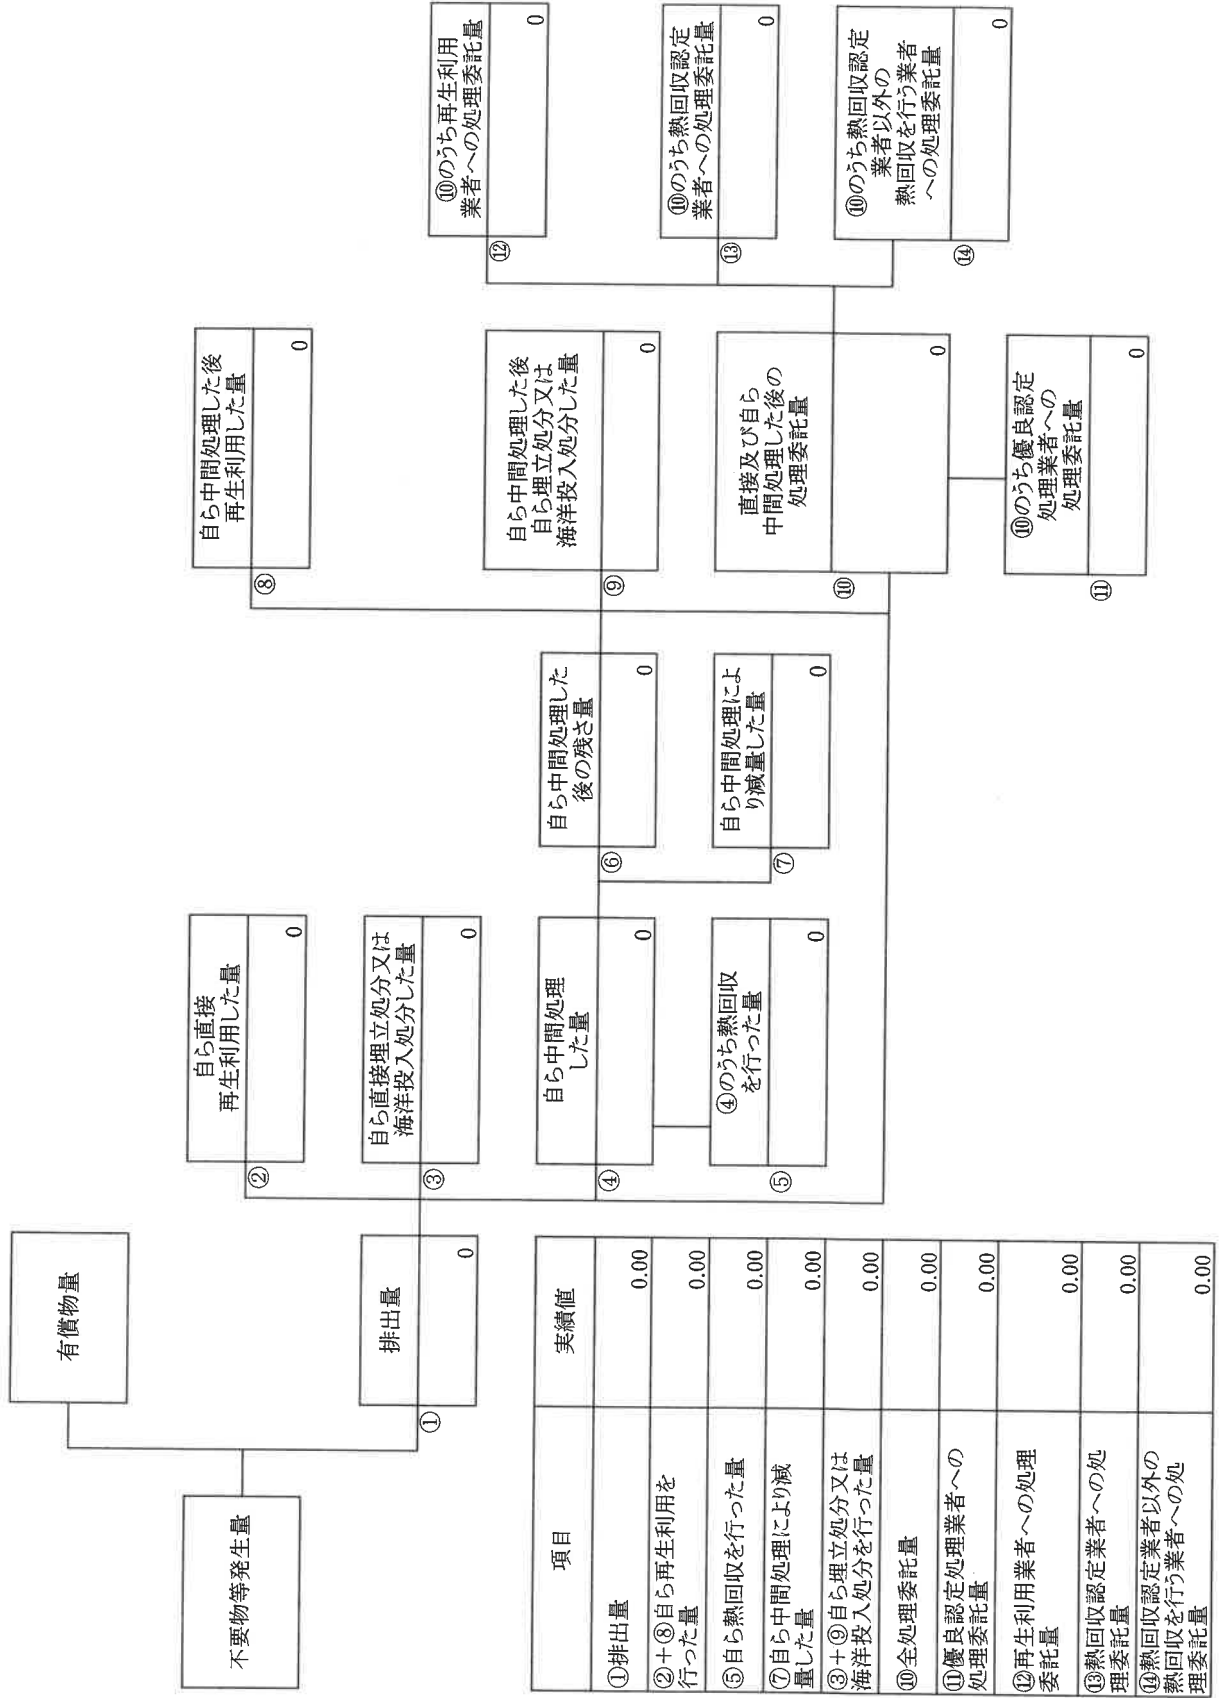 不要物等発生量
有償物量
排出量
①
0
自ら直接
再生利用した量
②
0
自ら直接埋立処分又は
海洋投入処分した量
③
0
自ら中間処理
した量
④
0
④のうち熱回収
を行った量
⑤
0
自ら中間処理した
後の残さ量
⑥
0
自ら中間処理によ
り減量した量
⑦
0
自ら中間処理した後
再生利用した量
⑧
0
自ら中間処理した後
自ら埋立処分又は
海洋投入処分した量
⑨
0
直接及び自ら
中間処理した後の
処理委託量
⑩
0
⑩のうち優良認定
処理業者への
処理委託量
⑪
0
⑩のうち再生利用
業者への処理委託量
⑫
0
⑩のうち熱回収認定
業者への処理委託量
⑬
0
⑩のうち熱回収認定
業者以外の
熱回収を行う業者
への処理委託量
⑭
0
項目 実績値
①排出量 0.00
②+⑧自ら再生利用を
行った量 0.00
⑤自ら熱回収を行った量 0.00
⑦自ら中間処理により減
量した量 0.00
③+⑨自ら埋立処分又は
海洋投入処分を行った量 0.00
⑩全処理委託量 0.00
⑪優良認定処理業者への
処理委託量 0.00
⑫再生利用業者への処理
委託量 0.00
⑬熱回収認定業者への処
理委託量 0.00
⑭熱回収認定業者以外の
熱回収を行う業者への処
理委託量 0.00